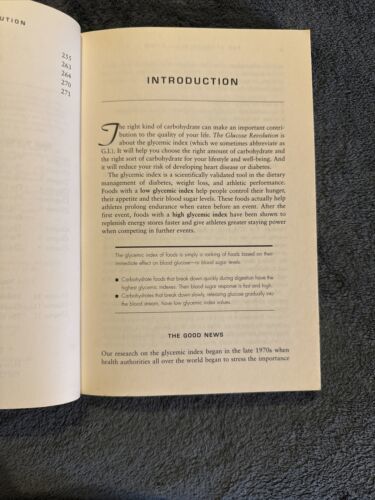 UTION
255
263
264
270
271
INTRODUCTION
The right kind of carbohydrate can make an important contri-
bution to the quality of your life. The Glucose Revolution is
about the glycemic index (which we sometimes abbreviate as
G.I.). It will help you choose the right amount of carbohydrate and
the right sort of carbohydrate for your lifestyle and well-being. And
it will reduce your risk of developing heart disease or diabetes.
The glycemic index is a scientifically validated tool in the dietary
management of diabetes, weight loss, and athletic performance.
Foods with a low glycemic index help people control their hunger,
their appetite and their blood sugar levels. These foods actually help
athletes prolong endurance when eaten before an event. After the
first event, foods with a high glycemic index have been shown to
replenish energy stores faster and give athletes greater staying power
when competing in further events.
The glycemic index of foods is simply a ranking of foods based on their
immediate effect on blood glucose—or blood sugar levels.
● Carbohydrate foods that break down quickly during digestion have the
highest glycemic indexes. Their blood sugar response is fast and high.
● Carbohydrates that break down slowly, releasing glucose gradually into
the blood stream, have low glycemic index values.
THE GOOD NEWS
Our research on the glycemic index began in the late 1970s when
health authorities all over the world began to stress the importance